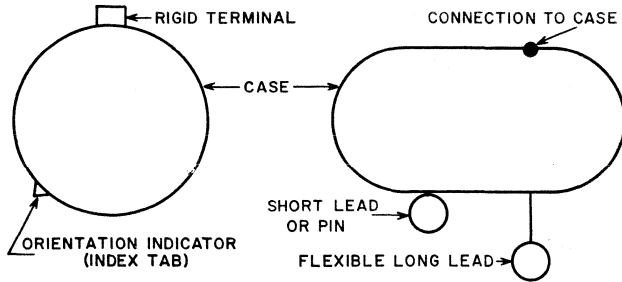 RIGID TERMINAL
CONNECTION TO CASE
CASE
SHORT LEAD
OR PIN
ORIENTATION INDICATOR
(INDEX TAB)
FLEXIBLE LONG LEAD